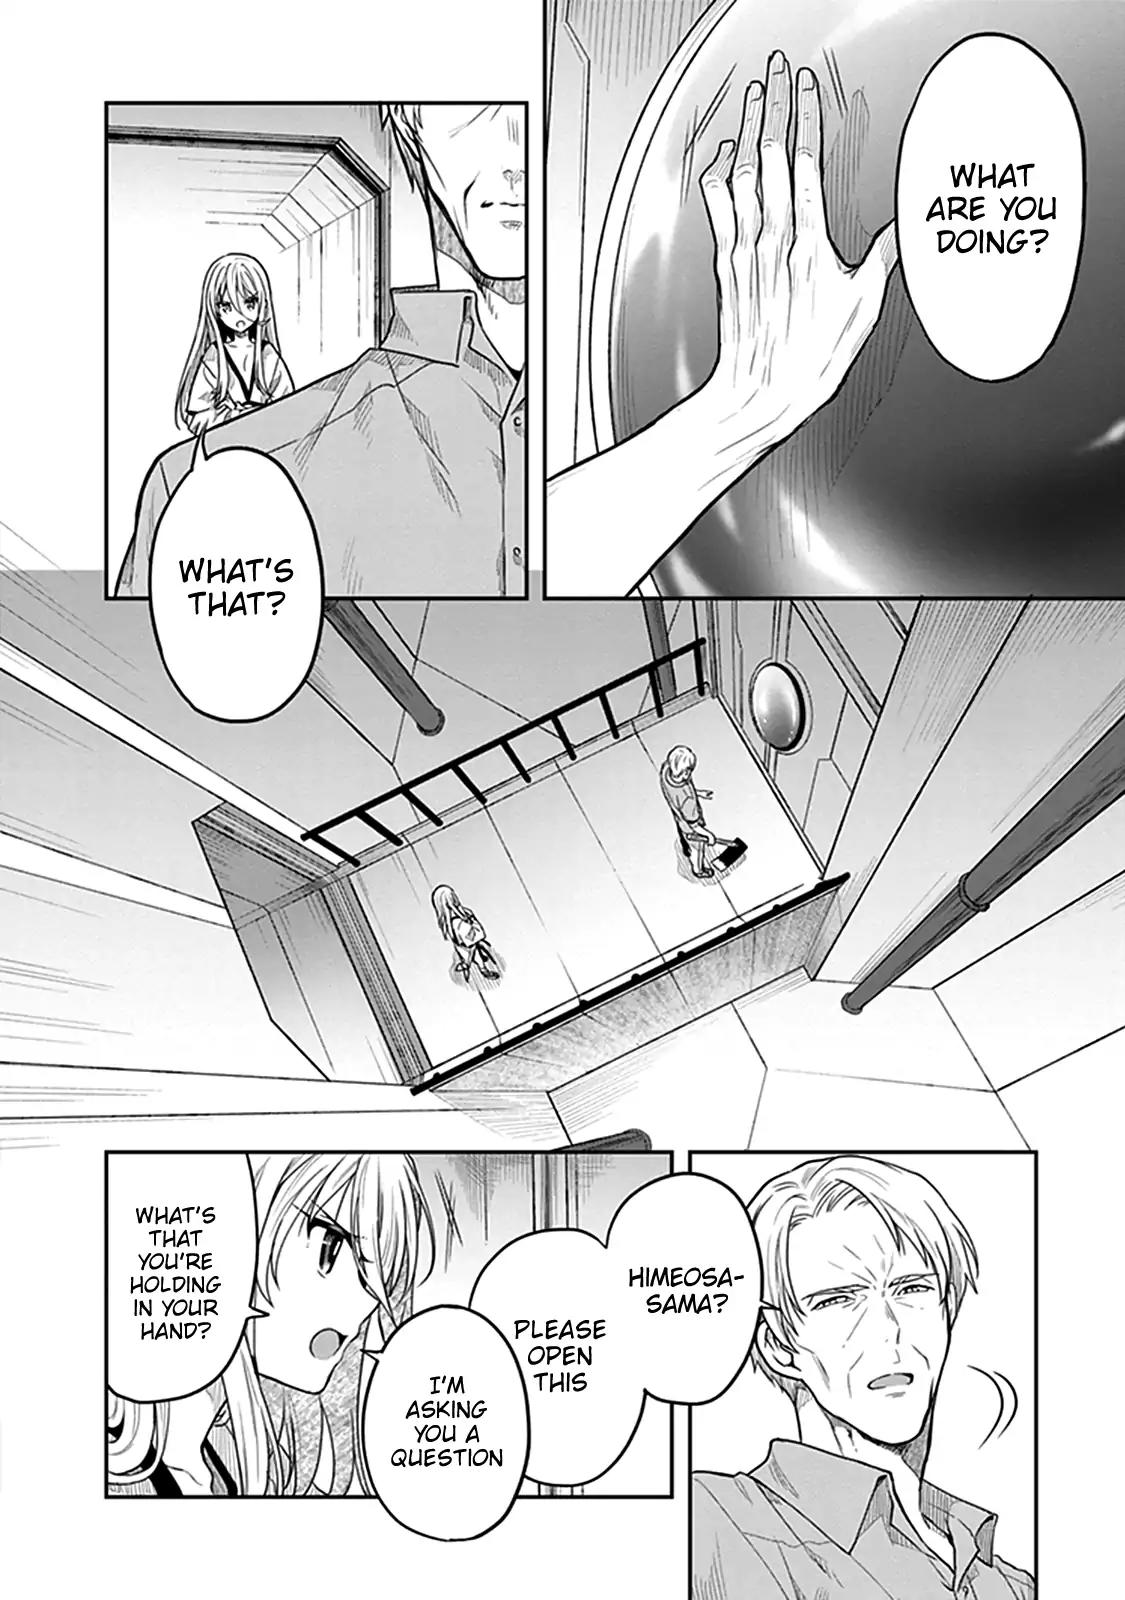 WHAT
ARE YOU
DOING?
WHAT'S
THAT?
HIMEOSA-
SAMA?
PLEASE
OPEN
THIS
I'M
ASKING
YOU A
QUESTION
WHAT'S
THAT
YOU'RE
HOLDING
IN YOUR
HAND?